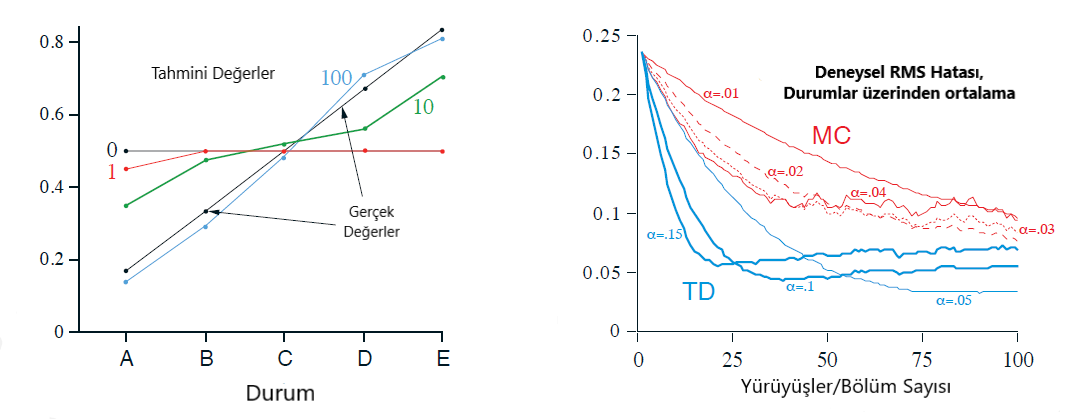 0.8
0.6
0.4
0.2
0
Tahmini Değerler
0
1
10
100
Gerçek
Değerler
A
B
C
D
E
Durum
0.25
0.2
0.15
0.1
0.05
0
Deneysel RMS Hatası,
Durumlar üzerinden ortalama
α=.01
MC
α=.02
α=.04
α=.03
α=.15
TD
α=.1
α=.05
0
25
50
75
100
Yürüyüşler/Bölüm Sayısı